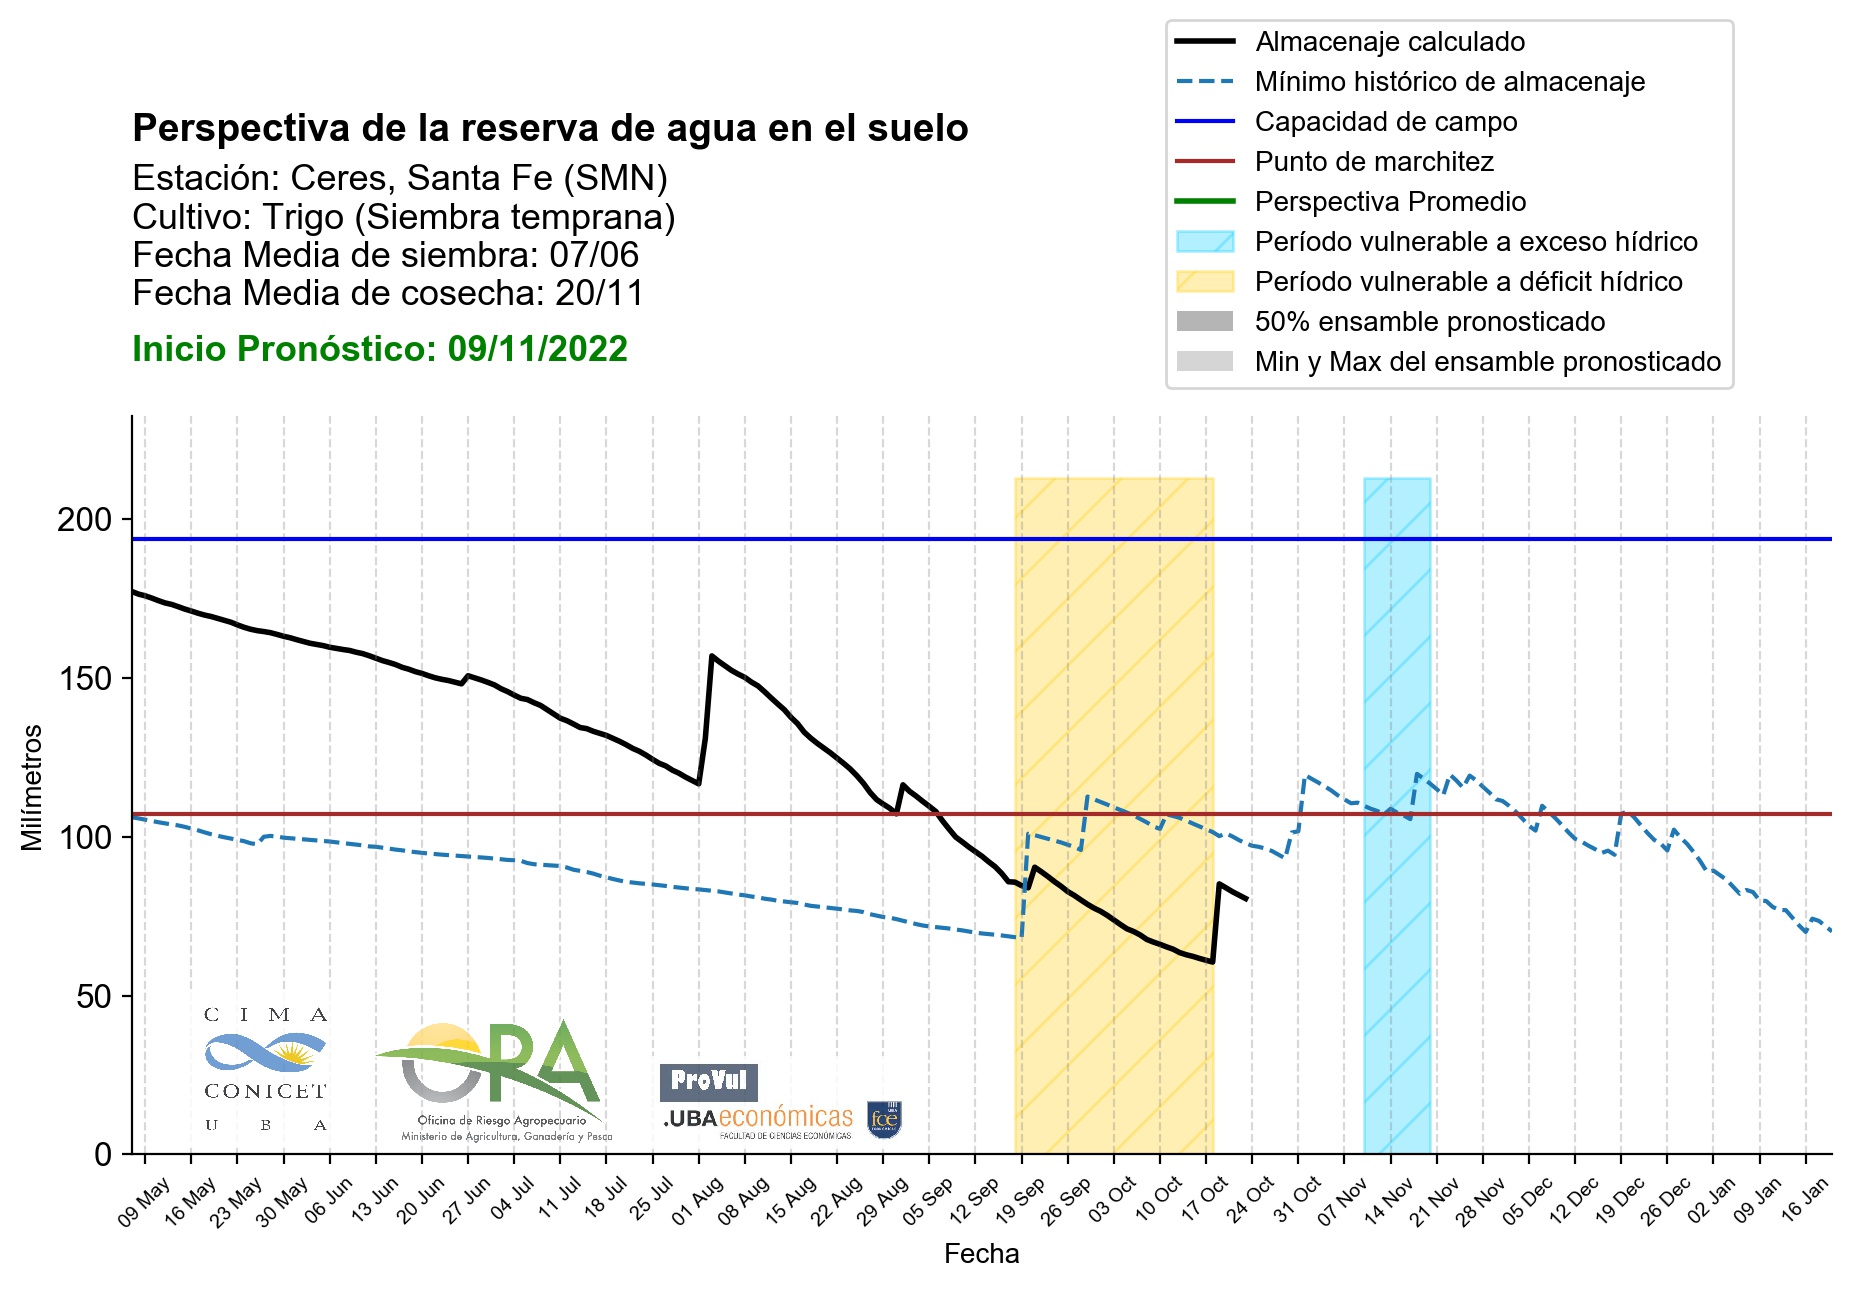 Almacenaje calculado
Mínimo histórico de almacenaje
Capacidad de campo
Punto de marchitez
Perspectiva Promedio
Período vulnerable a exceso hídrico
Período vulnerable a déficit hídrico
50% ensamble pronosticado
Min y Max del ensamble pronosticado
Perspectiva de la reserva de agua en el suelo
Estación: Ceres, Santa Fe (SMN)
Cultivo: Trigo (Siembra temprana)
Fecha Media de siembra: 07/06
Fecha Media de cosecha: 20/11
Inicio Pronóstico: 09/11/2022
Milímetros
200
150
100
50
0
CIMA
CONICET
UBA
OPA
Oficina de Riesgo Agropecuario
Ministerio de Agricultura, Ganadería y Pesca
ProVul
.UBAeconómicas
FACULTAD DE CIENCIAS ECONÓMICAS
fce
09 May 16 May 23 May 30 May 06 Jun 13 Jun 20 Jun 27 Jun 04 Jul 11 Jul 18 Jul 25 Jul 01 Aug 08 Aug 15 Aug 22 Aug 29 Aug 05 Sep 12 Sep 19 Sep 26 Sep 03 Oct 10 Oct 17 Oct 24 Oct 31 Oct 07 Nov 14 Nov 21 Nov 28 Nov 05 Dec 12 Dec 19 Dec 26 Dec 02 Jan 09 Jan 16 Jan
Fecha